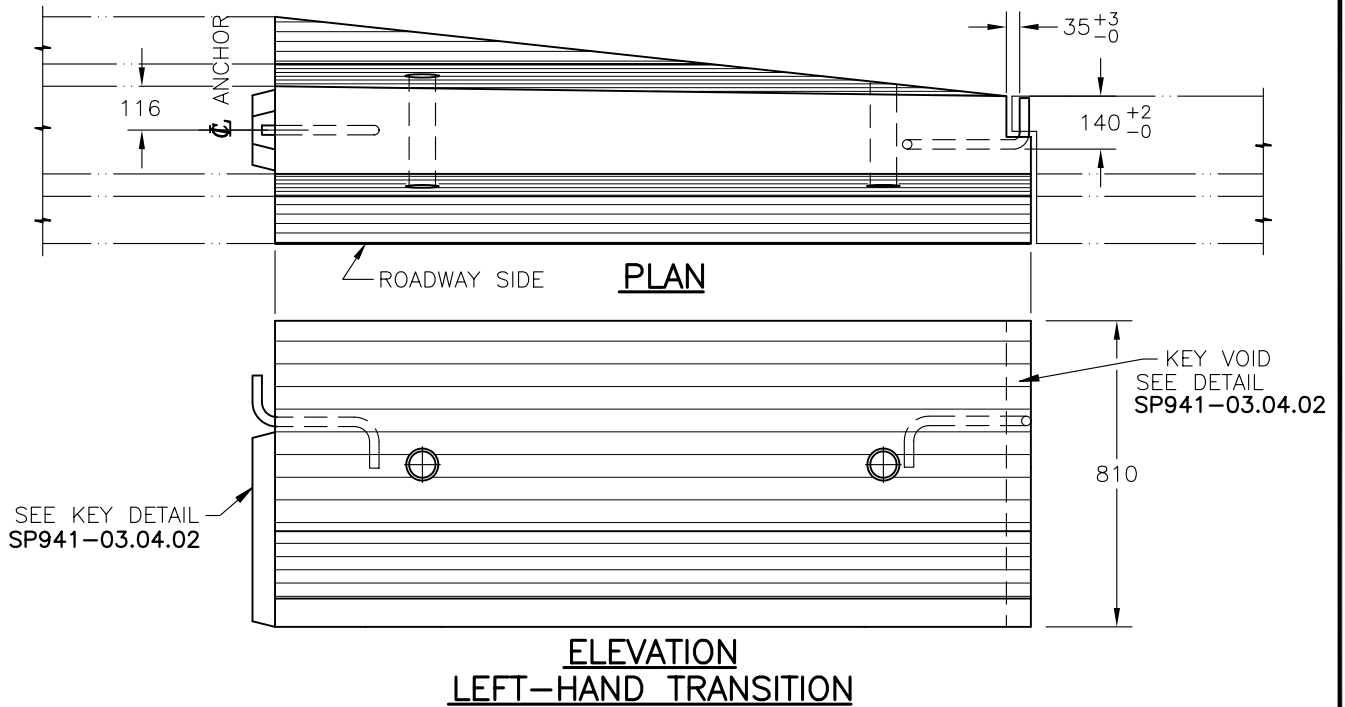 35 +3 -0
116
℄ ANCHOR
140 +2 -0
ROADWAY SIDE
PLAN
KEY VOID
SEE DETAIL
SP941-03.04.02
810
SEE KEY DETAIL
SP941-03.04.02
ELEVATION
LEFT-HAND TRANSITION